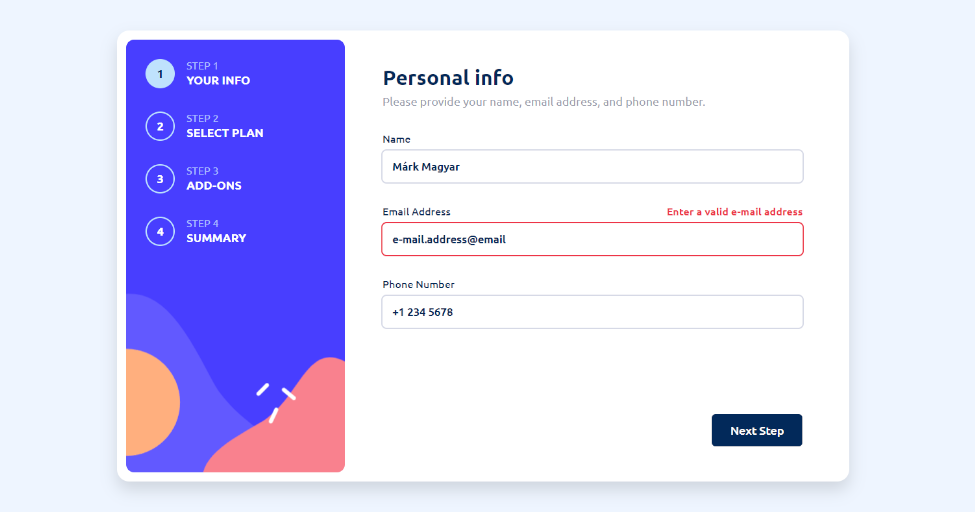 1
STEP 1
YOUR INFO
2
STEP 2
SELECT PLAN
3
STEP 3
ADD-ONS
4
STEP 4
SUMMARY
Personal info
Please provide your name, email address, and phone number.
Name
Márk Magyar
Email Address
Enter a valid e-mail address
e-mail.address@email
Phone Number
+1 234 5678
Next Step